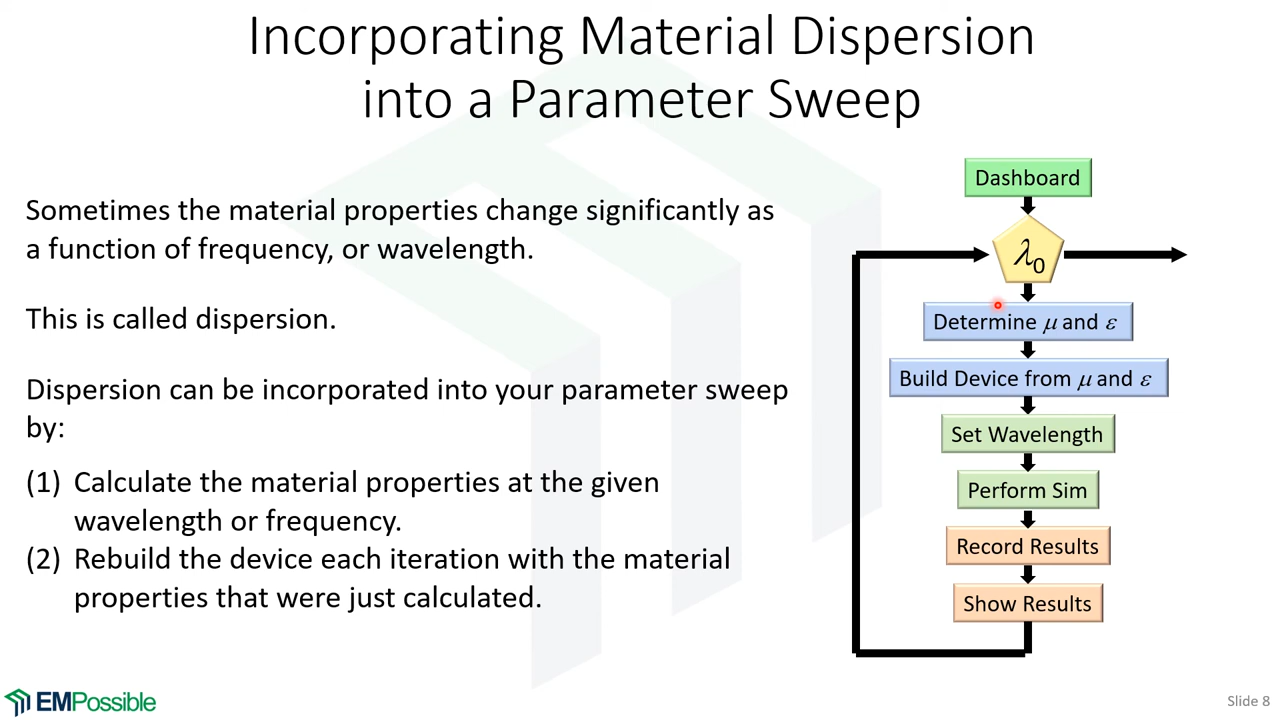 Incorporating Material Dispersion
into a Parameter Sweep
Sometimes the material properties change significantly as
a function of frequency, or wavelength.
This is called dispersion.
Dispersion can be incorporated into your parameter sweep
by:
(1) Calculate the material properties at the given
wavelength or frequency.
(2) Rebuild the device each iteration with the material
properties that were just calculated.
Dashboard
λ₀
Determine μ and ε
Build Device from μ and ε
Set Wavelength
Perform Sim
Record Results
Show Results
EMPossible
Slide 8